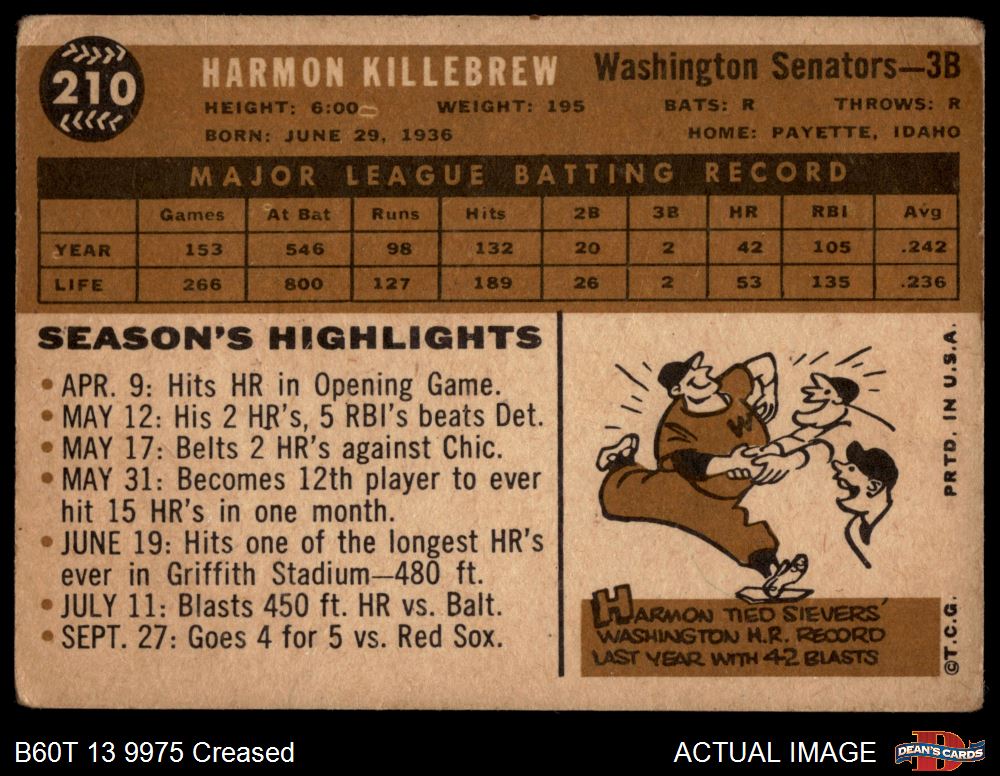 210
HARMON KILLEBREW Washington Senators—3B
HEIGHT: 6:00 WEIGHT: 195 BATS: R THROWS: R
BORN: JUNE 29, 1936 HOME: PAYETTE, IDAHO
MAJOR LEAGUE BATTING RECORD
Games At Bat Runs Hits 2B 3B HR RBI Avg
YEAR 153 546 98 132 20 2 42 105 .242
LIFE 266 800 127 189 26 2 53 135 .236
SEASON'S HIGHLIGHTS
• APR. 9: Hits HR in Opening Game.
• MAY 12: His 2 HR's, 5 RBI's beats Det.
• MAY 17: Belts 2 HR's against Chic.
• MAY 31: Becomes 12th player to ever
hit 15 HR's in one month.
• JUNE 19: Hits one of the longest HR's
ever in Griffith Stadium—480 ft.
• JULY 11: Blasts 450 ft. HR vs. Balt.
• SEPT. 27: Goes 4 for 5 vs. Red Sox.
W
HARMON TIED SIEVERS'
WASHINGTON H.R. RECORD
LAST YEAR WITH 42 BLASTS
©T.C.G. PRTD. IN U.S.A.
B60T 13 9975 Creased ACTUAL IMAGE
D
DEAN'S CARDS